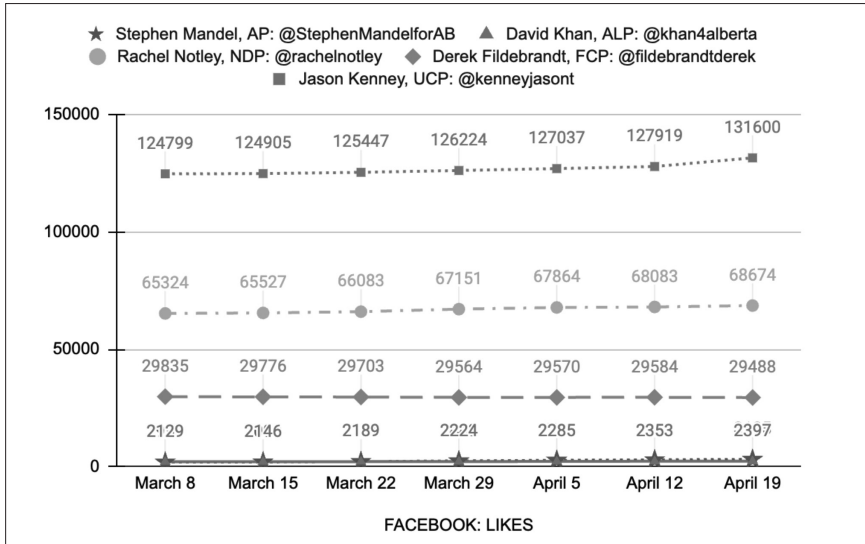 Stephen Mandel, AP: @StephenMandelforAB David Khan, ALP: @khan4alberta
Rachel Notley, NDP: @rachelnotley Derek Fildebrandt, FCP: @fildebrandtderek
Jason Kenney, UCP: @kenneyjasont
150000
124799 124905 125447 126224 127037 127919 131600
100000
65324 65527 66083 67151 67864 68083 68674
50000
29835 29776 29703 29564 29570 29584 29488
2129 2146 2189 2224 2285 2353 2397
0
March 8 March 15 March 22 March 29 April 5 April 12 April 19
FACEBOOK: LIKES